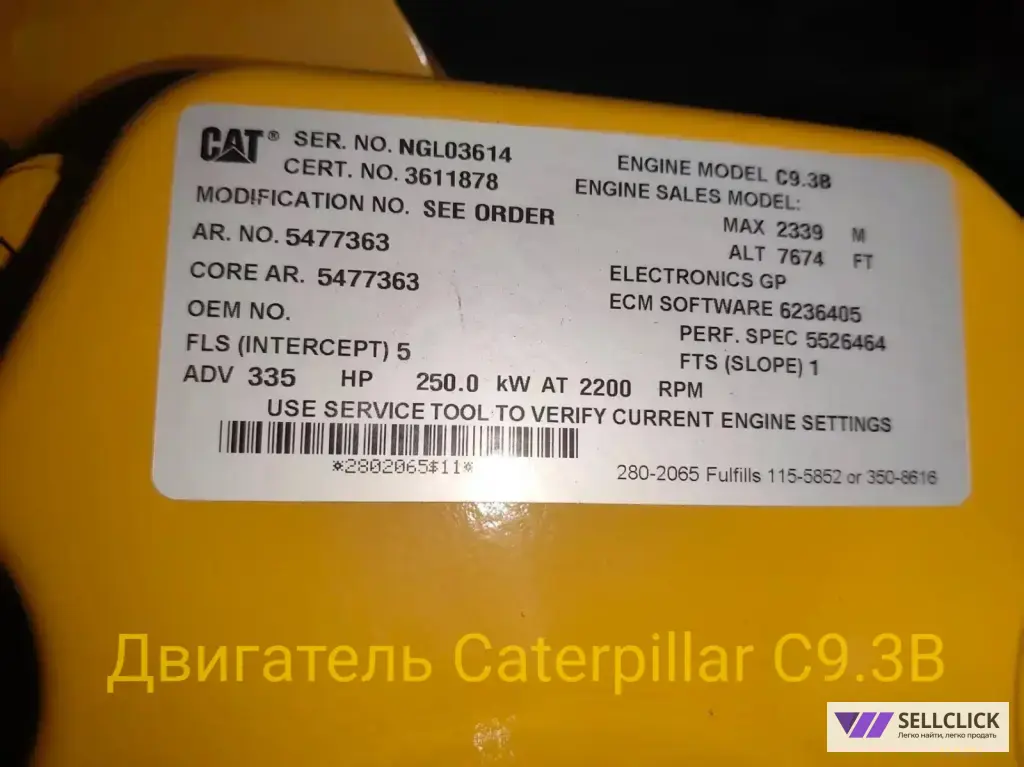 CAT® SER. NO. NGL03614
CERT. NO. 3611878
MODIFICATION NO. SEE ORDER
AR. NO. 5477363
CORE AR. 5477363
OEM NO.
FLS (INTERCEPT) 5
ENGINE MODEL C9.3B
ENGINE SALES MODEL:
MAX 2339 M
ALT 7674 FT
ELECTRONICS GP
ECM SOFTWARE 6236405
PERF. SPEC 5526464
FTS (SLOPE) 1
ADV 335 HP 250.0 kW AT 2200 RPM
USE SERVICE TOOL TO VERIFY CURRENT ENGINE SETTINGS
*2802065$11*
280-2065 Fulfills 115-5852 or 350-8616
Двигатель Caterpillar C9.3B
SELLCLICK
Легко найти, легко продать